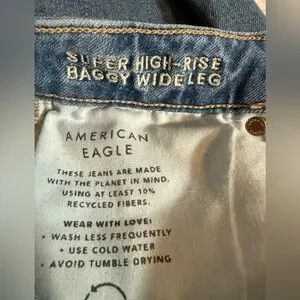 SUPER HIGH-RISE
BAGGY WIDE LEG
AMERICAN
EAGLE
THESE JEANS ARE MADE
WITH THE PLANET IN MIND.
USING AT LEAST 10%
RECYCLED FIBERS.
WEAR WITH LOVE:
• WASH LESS FREQUENTLY
• USE COLD WATER
• AVOID TUMBLE DRYING